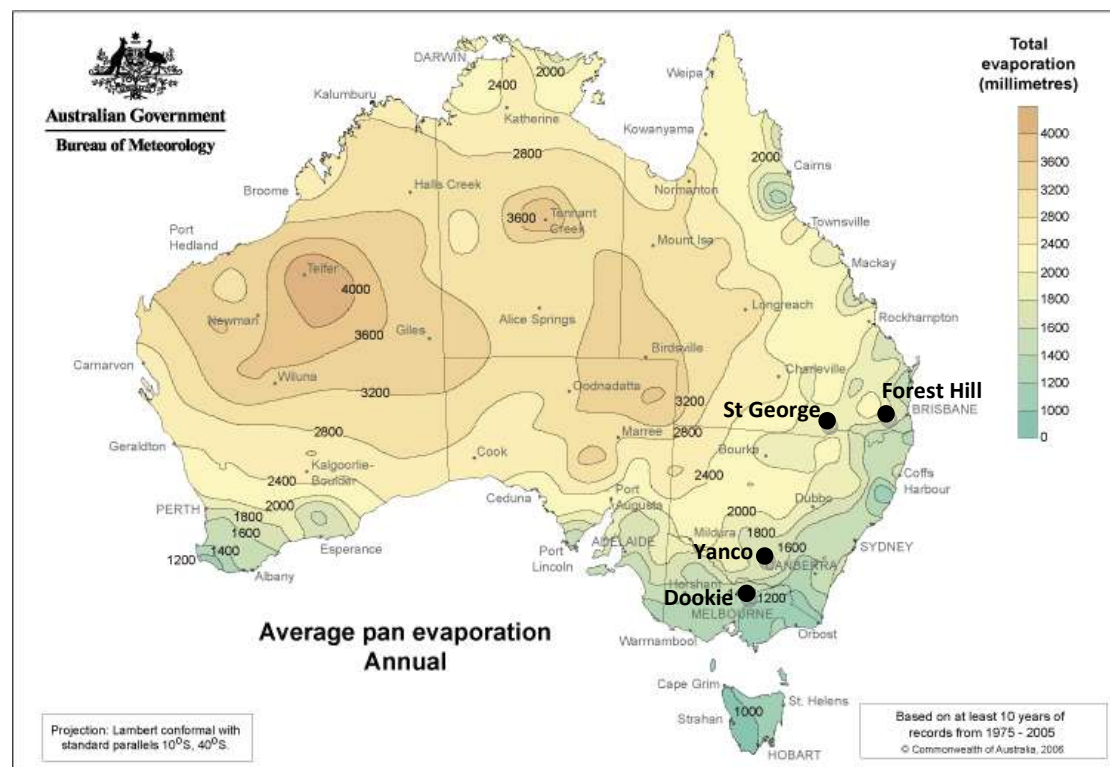 Australian Government
Bureau of Meteorology
DARWIN
2400
2000
Weipa
Kalumburu
Katherine
Kowanyama
2800
2000
Cairns
Broome
Halls Creek
Normanton
3600
Tennant
Creek
Townsville
Port
Hedland
Mount Isa
Mackay
Telfer
4000
Newman
3600
Giles
Alice Springs
Longreach
Rockhampton
Carnarvon
Wiluna
Birdsville
Charleville
3200
Oodnadatta
3200
St George
Forest Hill
BRISBANE
2800
Marree
2800
Geraldton
Kalgoorlie-
Boulder
Cook
Bourke
2400
2400
Coffs
Harbour
PERTH
2000
1800
1600
1400
1200
Ceduna
Port
Augusta
2000
Dubbo
Esperance
Albany
Port
Lincoln
ADELAIDE
Mildura
1800
1600
SYDNEY
Yanco
CANBERRA
Horsham
Dookie
1200
MELBOURNE
Orbost
Warrnambool
Average pan evaporation
Annual
Cape Grim
St. Helens
1000
Strahan
HOBART
Total
evaporation
(millimetres)
4000
3600
3200
2800
2400
2000
1800
1600
1400
1200
1000
0
Projection: Lambert conformal with
standard parallels 10°S, 40°S.
Based on at least 10 years of
records from 1975 - 2005
© Commonwealth of Australia, 2006